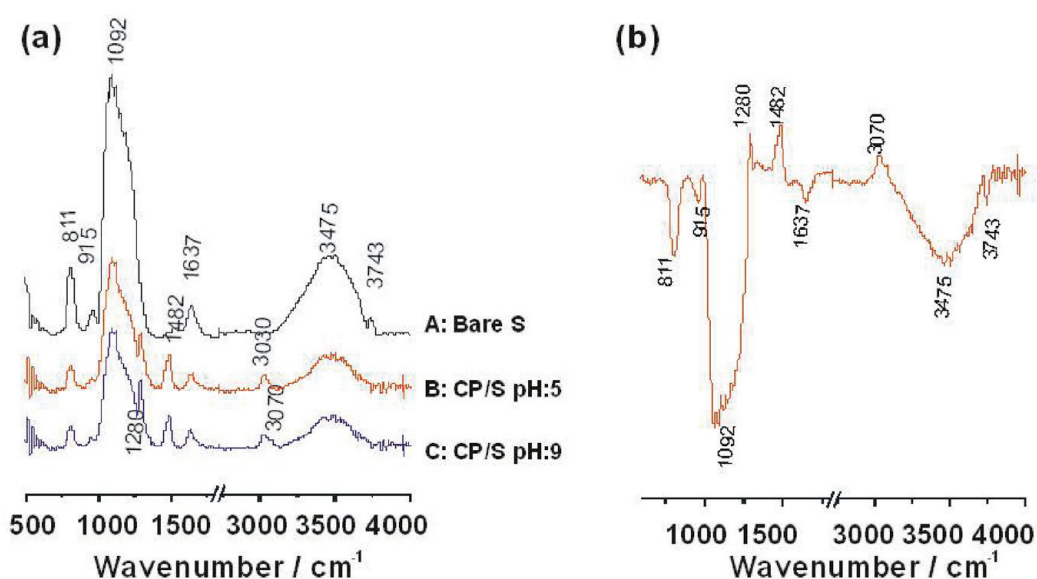 (a)
1092
811
915
1482
1637
3475
3743
A: Bare S
3030
B: CP/S pH:5
1280
3070
C: CP/S pH:9
500 1000 1500 3000 3500 4000
Wavenumber / cm-1
(b)
1280
1482
3070
811
915
1637
3475
3743
1092
1000 1500 3000 3500 4000
Wavenumber / cm-1